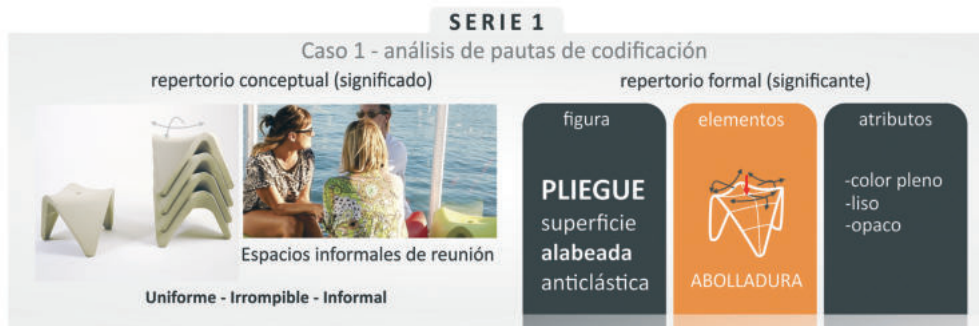 SERIE 1
Caso 1 - análisis de pautas de codificación
repertorio conceptual (significado)
repertorio formal (significante)
figura
elementos
atributos
PLIEGUE
superficie
alabeada
anticlástica
ABOLLADURA
-color pleno
-liso
-opaco
Espacios informales de reunión
Uniforme - Irrompible - Informal